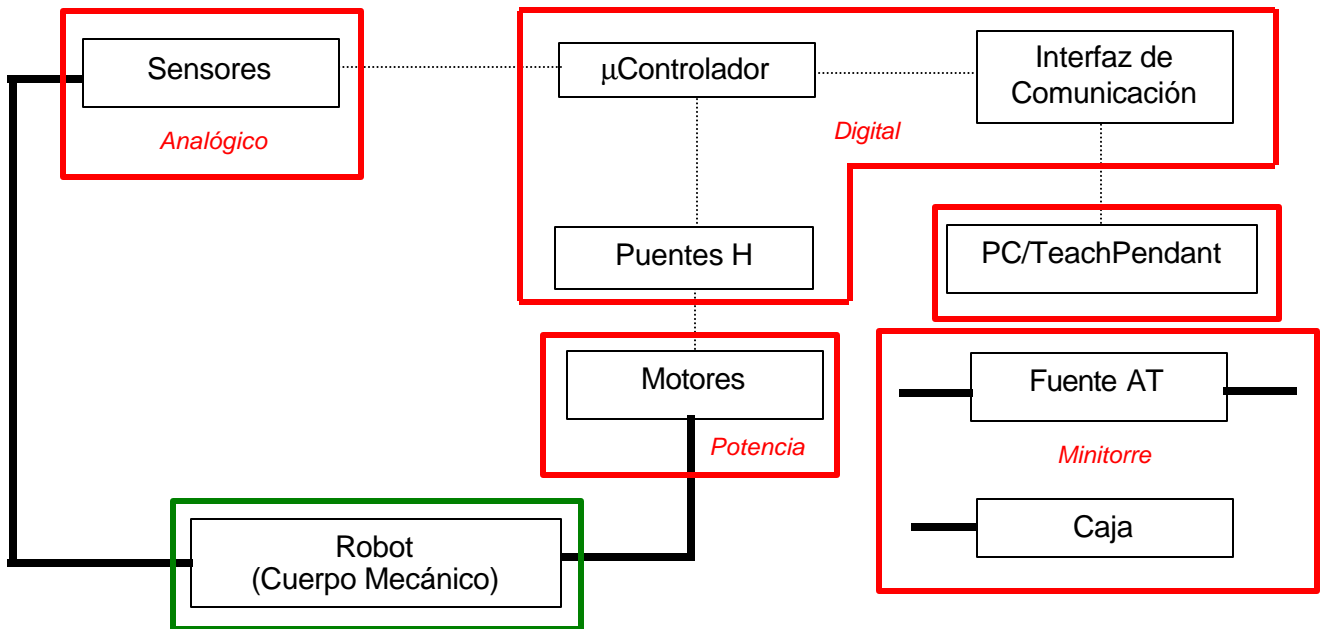 Sensores
Analógico
μControlador
Interfaz de
Comunicación
Digital
Puentes H
PC/TeachPendant
Motores
Potencia
Fuente AT
Minitorre
Caja
Robot
(Cuerpo Mecánico)